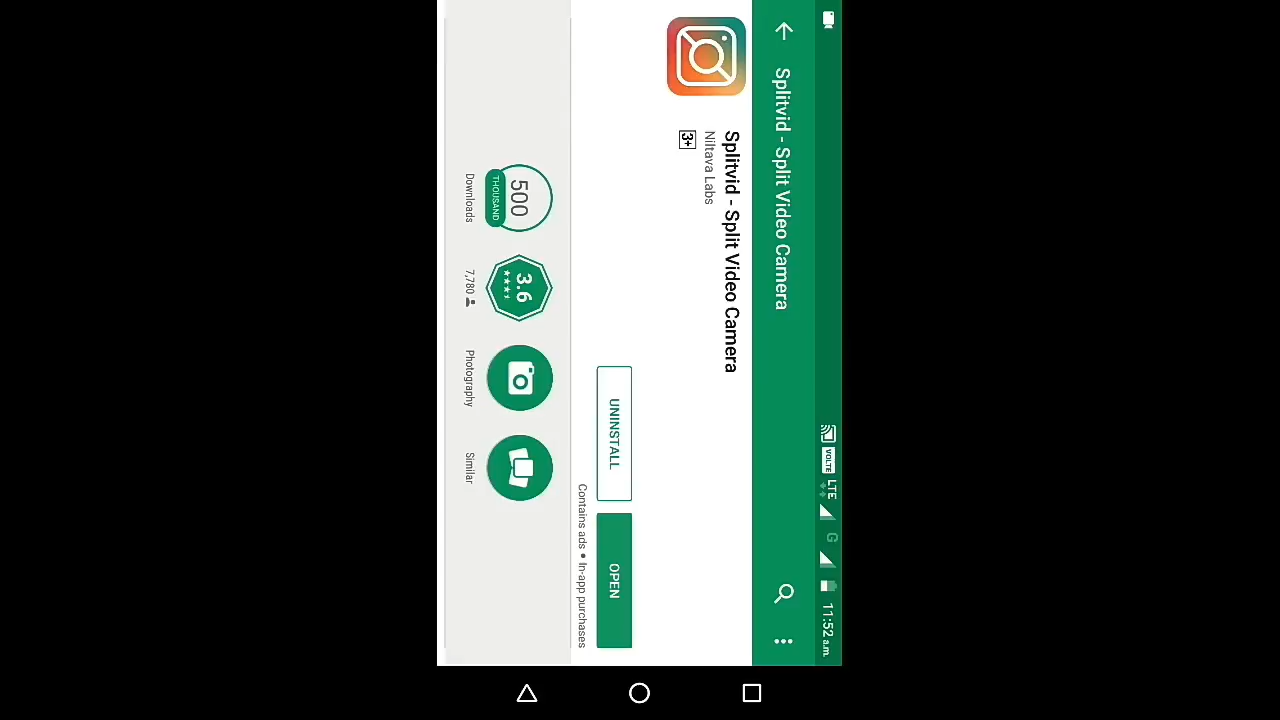 VOLTE LTE G 11:52 a.m.
Splitvid - Split Video Camera
Splitvid - Split Video Camera
Niltava Labs
3+
UNINSTALL
OPEN
Contains ads • In-app purchases
500
THOUSAND
Downloads
3.6
7,780
Photography
Similar